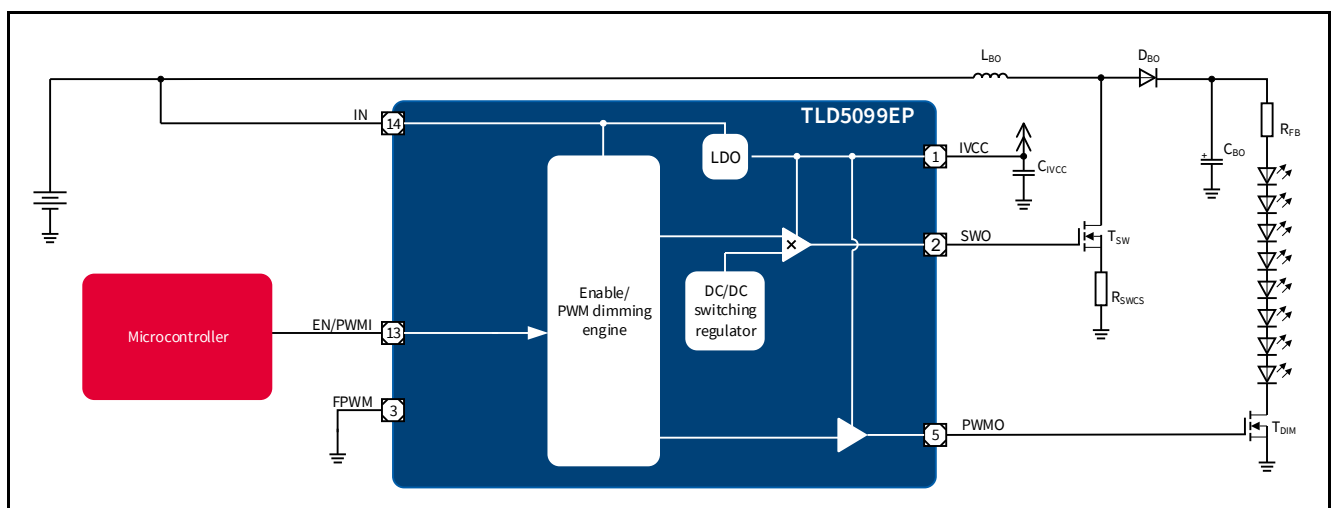 L_BO
D_BO
IN
14
TLD5099EP
R_FB
LDO
1
IVCC
C_IVCC
C_BO
+
2
SWO
T_SW
Enable/
PWM dimming
engine
DC/DC
switching
regulator
R_SWCS
Microcontroller
EN/PWMI
13
FPWM
3
5
PWMO
T_DIM